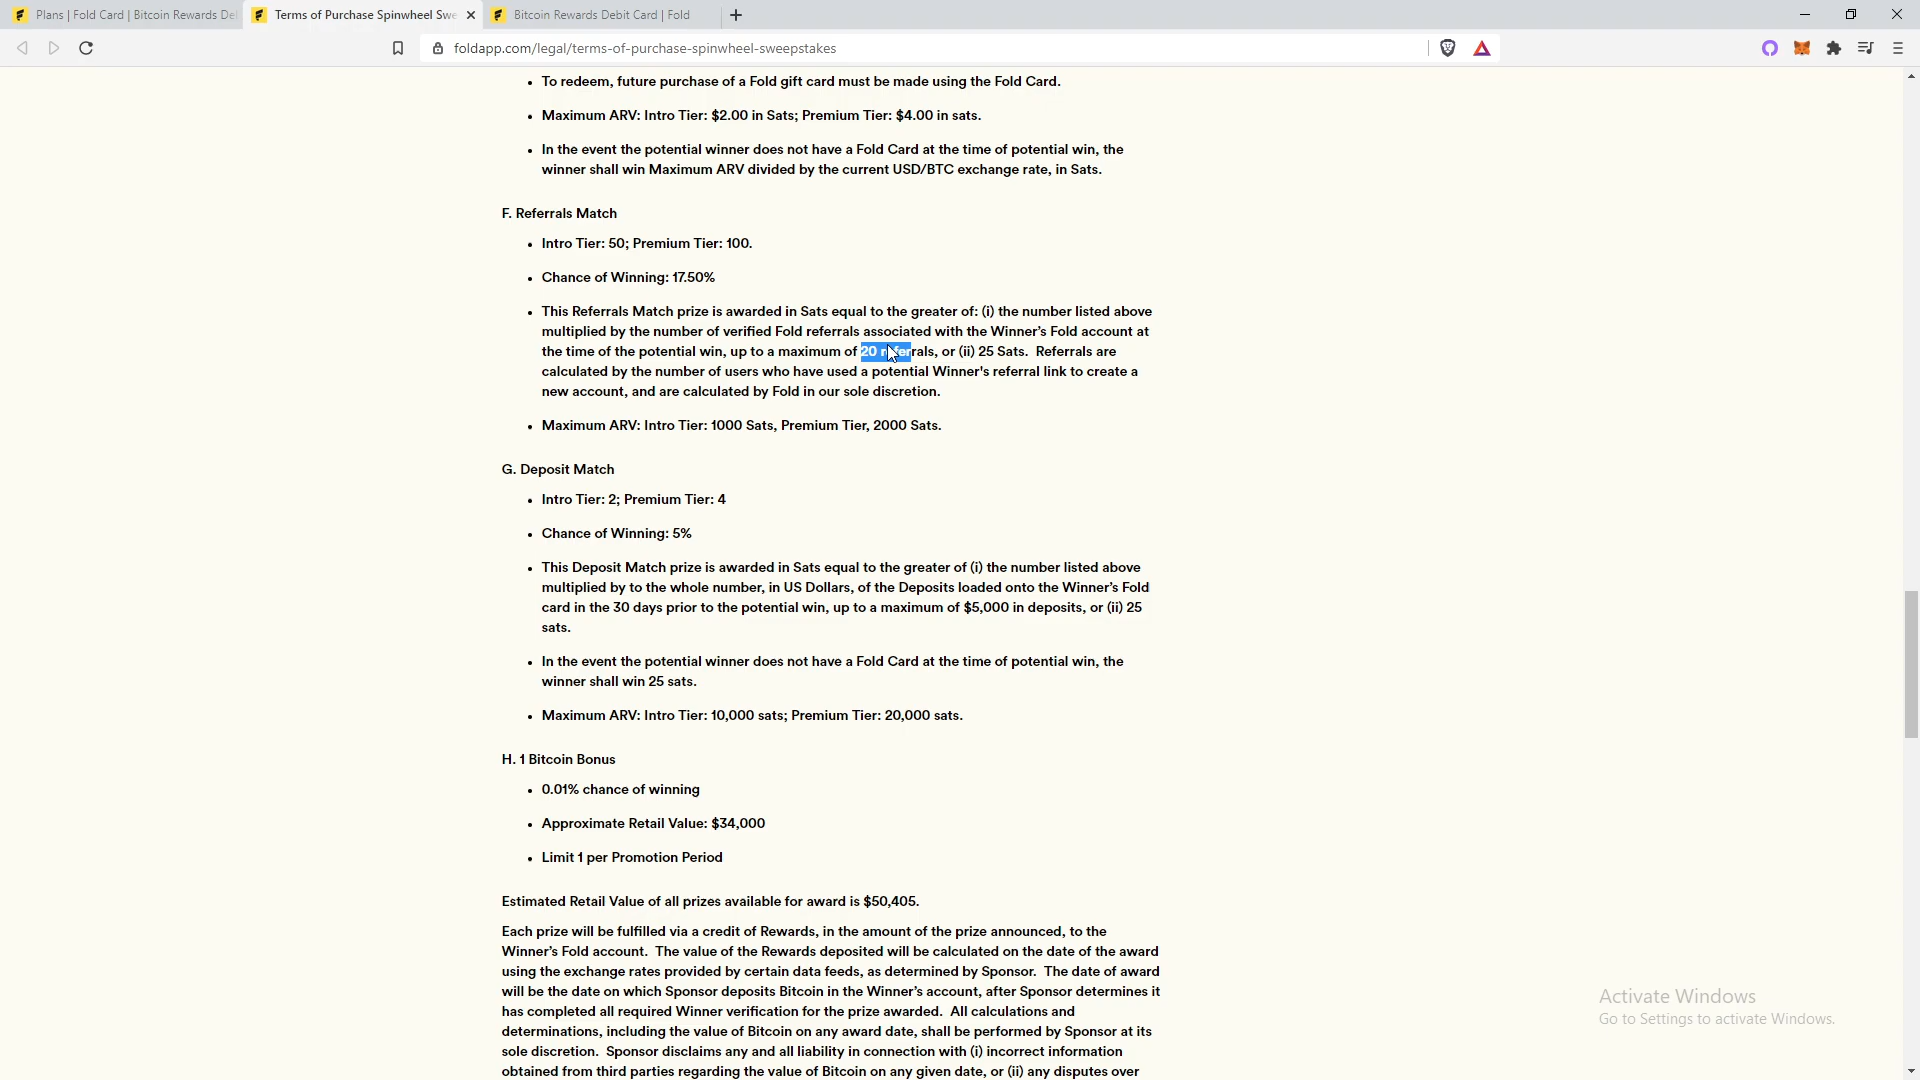 Plans | Fold Card | Bitcoin Rewards De
Terms of Purchase Spinwheel Swe
Bitcoin Rewards Debit Card | Fold
foldapp.com/legal/terms-of-purchase-spinwheel-sweepstakes
• To redeem, future purchase of a Fold gift card must be made using the Fold Card.
• Maximum ARV: Intro Tier: $2.00 in Sats; Premium Tier: $4.00 in sats.
• In the event the potential winner does not have a Fold Card at the time of potential win, the
winner shall win Maximum ARV divided by the current USD/BTC exchange rate, in Sats.
F. Referrals Match
• Intro Tier: 50; Premium Tier: 100.
• Chance of Winning: 17.50%
• This Referrals Match prize is awarded in Sats equal to the greater of: (i) the number listed above
multiplied by the number of verified Fold referrals associated with the Winner's Fold account at
the time of the potential win, up to a maximum of 20 referrals, or (ii) 25 Sats. Referrals are
calculated by the number of users who have used a potential Winner's referral link to create a
new account, and are calculated by Fold in our sole discretion.
• Maximum ARV: Intro Tier: 1000 Sats, Premium Tier, 2000 Sats.
G. Deposit Match
• Intro Tier: 2; Premium Tier: 4
• Chance of Winning: 5%
• This Deposit Match prize is awarded in Sats equal to the greater of (i) the number listed above
multiplied by to the whole number, in US Dollars, of the Deposits loaded onto the Winner's Fold
card in the 30 days prior to the potential win, up to a maximum of $5,000 in deposits, or (ii) 25
sats.
• In the event the potential winner does not have a Fold Card at the time of potential win, the
winner shall win 25 sats.
• Maximum ARV: Intro Tier: 10,000 sats; Premium Tier: 20,000 sats.
H. 1 Bitcoin Bonus
• 0.01% chance of winning
• Approximate Retail Value: $34,000
• Limit 1 per Promotion Period
Estimated Retail Value of all prizes available for award is $50,405.
Each prize will be fulfilled via a credit of Rewards, in the amount of the prize announced, to the
Winner's Fold account. The value of the Rewards deposited will be calculated on the date of the award
using the exchange rates provided by certain data feeds, as determined by Sponsor. The date of award
will be the date on which Sponsor deposits Bitcoin in the Winner's account, after Sponsor determines it
has completed all required Winner verification for the prize awarded. All calculations and
determinations, including the value of Bitcoin on any award date, shall be performed by Sponsor at its
sole discretion. Sponsor disclaims any and all liability in connection with (i) incorrect information
obtained from third parties regarding the value of Bitcoin on any given date, or (ii) any disputes over
Activate Windows
Go to Settings to activate Windows.